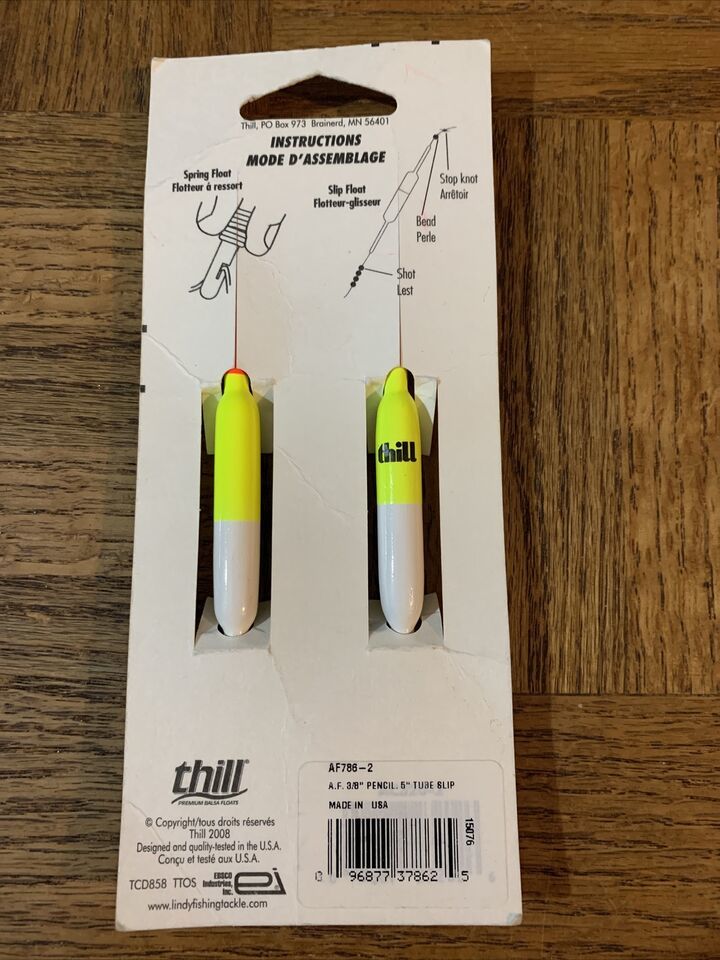 Thill, PO Box 973 Brainerd, MN 56401
INSTRUCTIONS
MODE D'ASSEMBLAGE
Spring Float
Flotteur à ressort
Slip Float
Flotteur-glisseur
Stop knot
Arrêtoir
Bead
Perle
Shot
Lest
thill
thill
PREMIUM BALSA FLOATS
© Copyright/tous droits réservés
Thill 2008
Designed and quality-tested in the U.S.A.
Conçu et testé aux U.S.A.
TCD858 TTOS
EBSCO
Industries,
Inc.
www.lindyfishingtackle.com
AF786-2
A.F. 3/8" PENCIL. 5" TUBE SLIP
MADE IN USA
15076
0 96877 37862 5